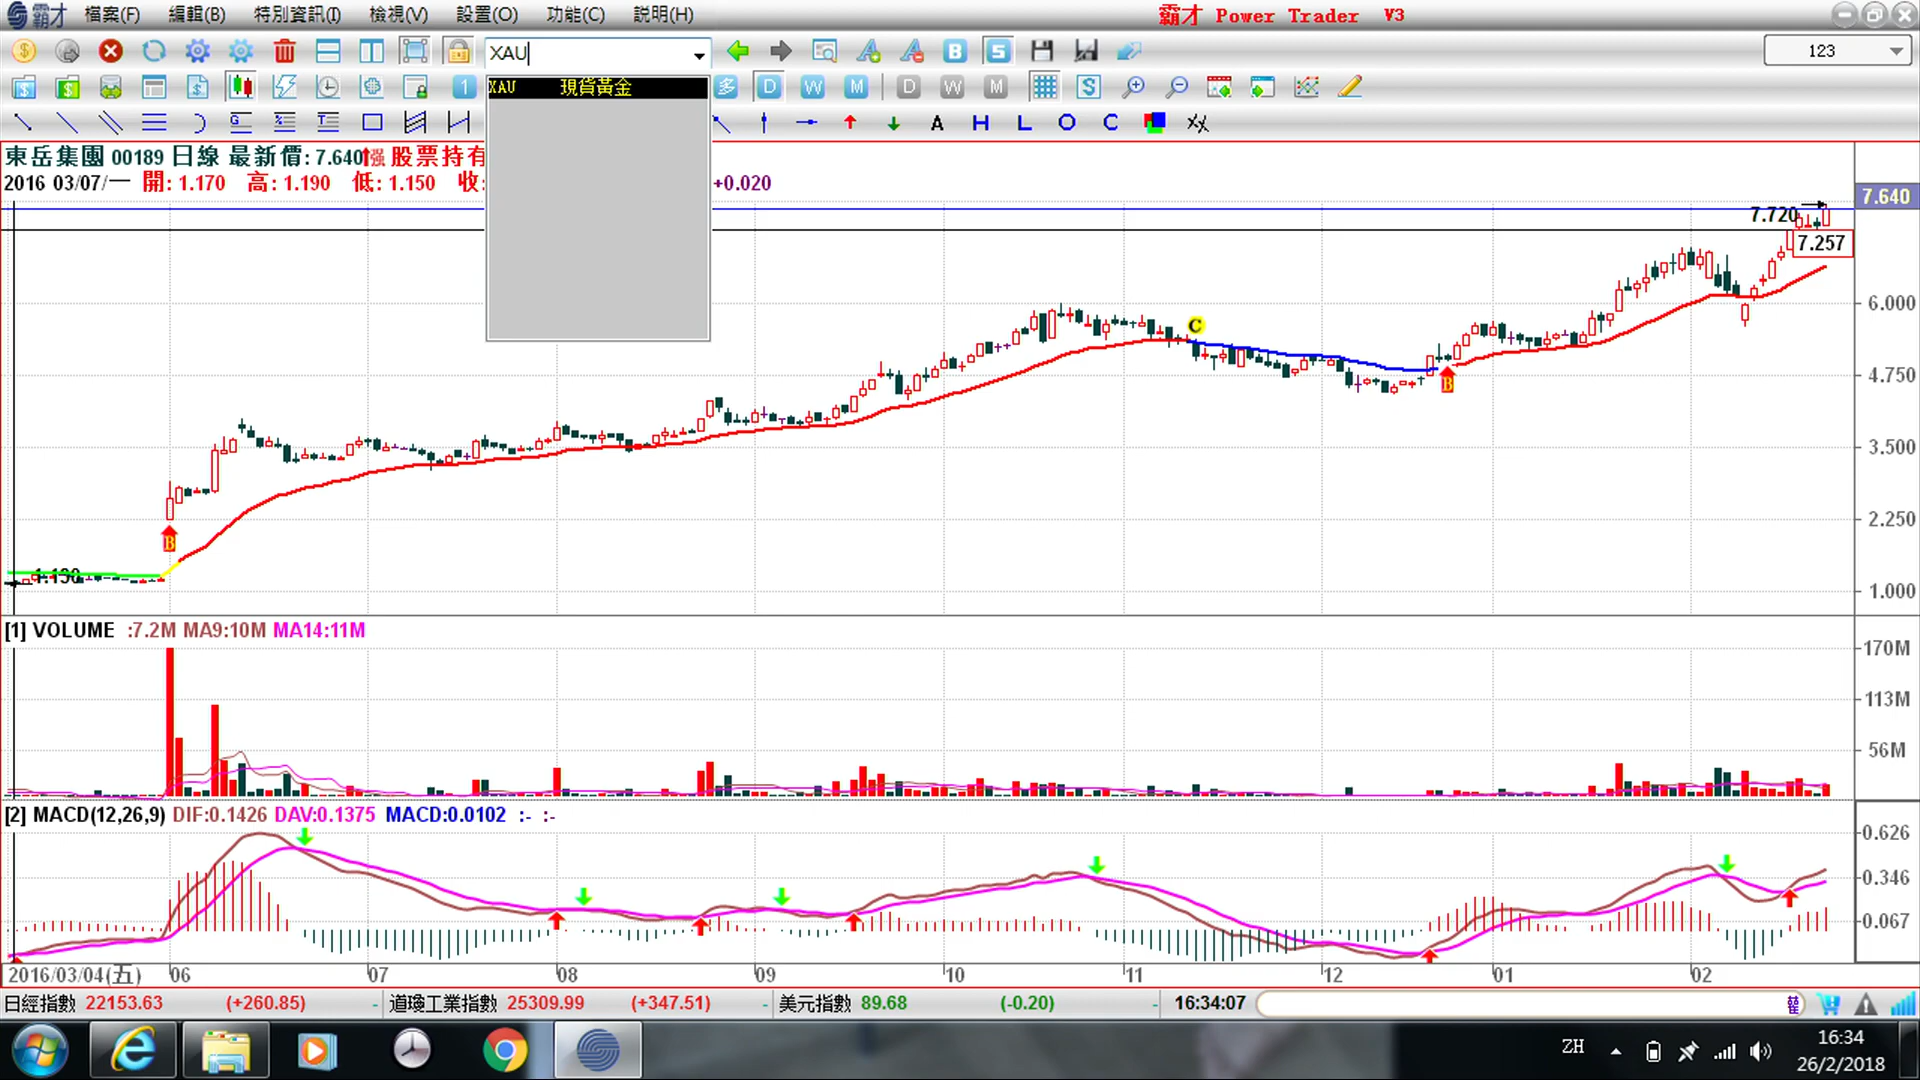 霸才 檔案(F) 編輯(B) 特別資訊(I) 檢視(V) 設置(O) 功能(C) 説明(H) 霸才 Power Trader V3
XAU B S 123
XAU 現貨黃金
1 多 D W M D W M S
G T A H L O C
東岳集團 00189 日線 最新價: 7.640 强 股票持有
2016 03/07/一 開: 1.170 高: 1.190 低: 1.150 收: +0.020
7.640
7.720
7.257
6.000
C
4.750
B
3.500
2.250
B
1.130
1.000
[1] VOLUME :7.2M MA9:10M MA14:11M
170M
113M
56M
[2] MACD(12,26,9) DIF:0.1426 DAV:0.1375 MACD:0.0102 :- :-
0.626
0.346
0.067
2016/03/04(五) 06 07 08 09 10 11 12 01 02
日經指數 22153.63 (+260.85) - 道瓊工業指數 25309.99 (+347.51) - 美元指數 89.68 (-0.20) - 16:34:07
ZH 16:34
26/2/2018